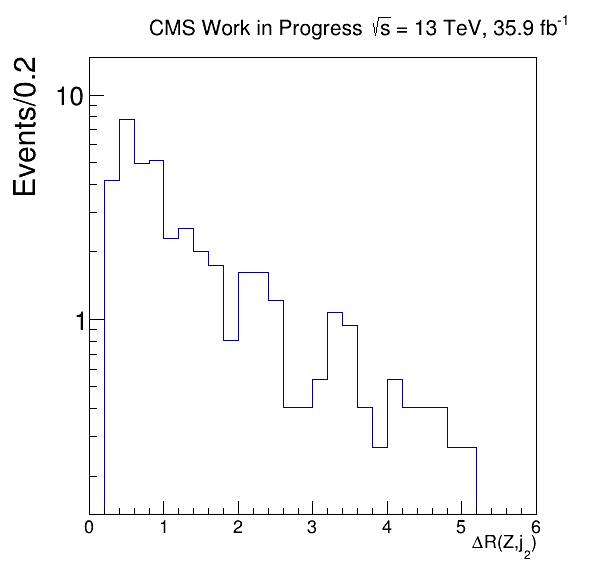 CMS Work in Progress √s = 13 TeV, 35.9 fb⁻¹
Events/0.2
10
1
0 1 2 3 4 5 6
ΔR(Z,j₂)